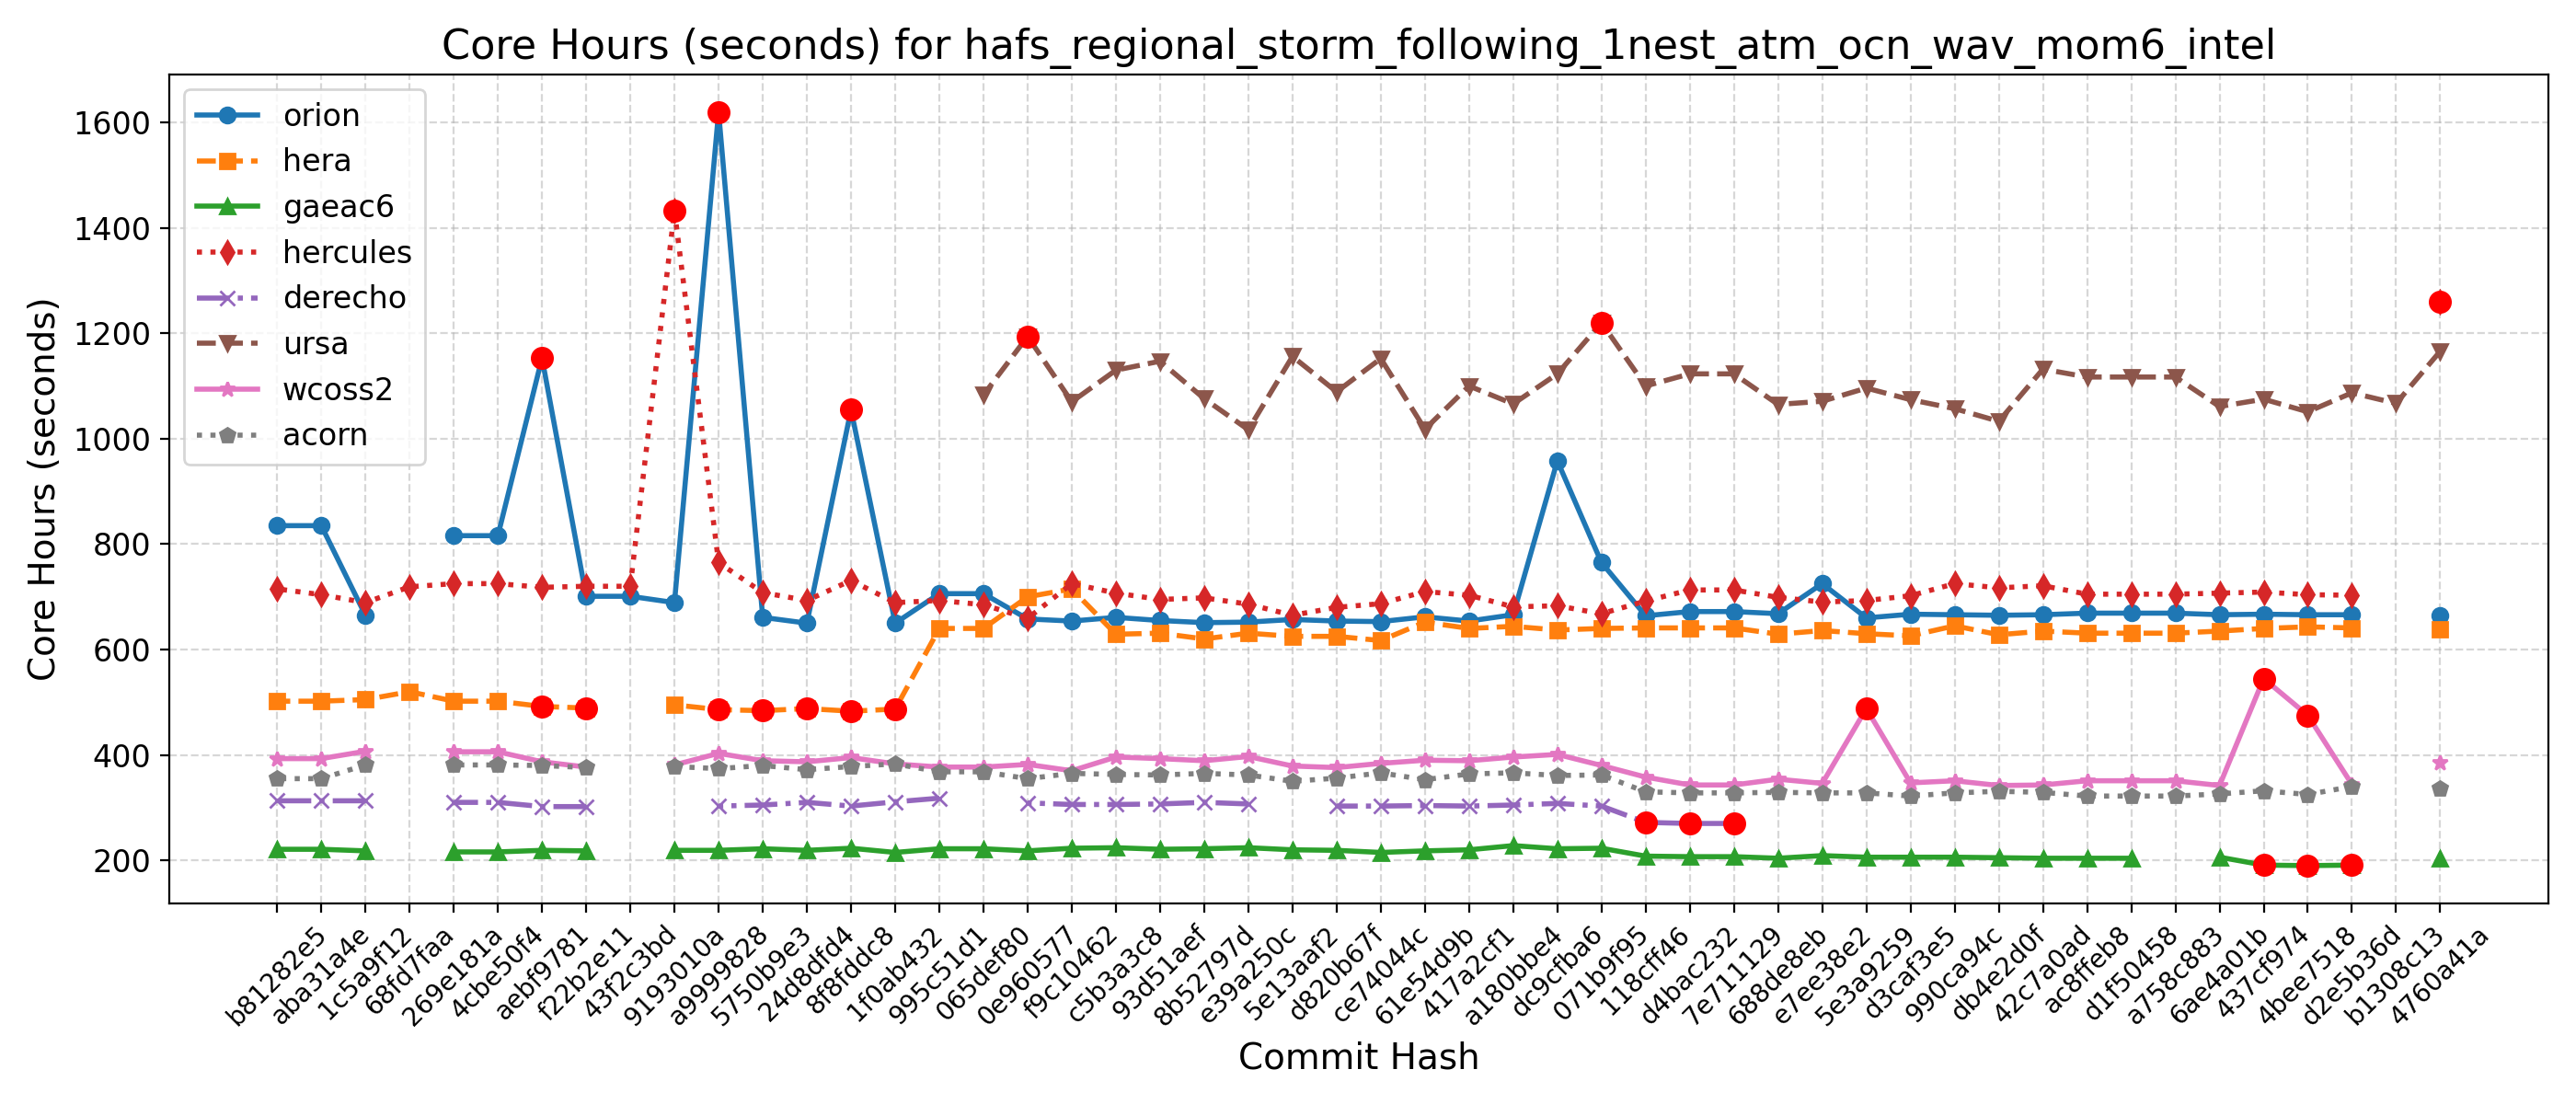 Core Hours (seconds) for hafs_regional_storm_following_1nest_atm_ocn_wav_mom6_intel
Core Hours (seconds)
1600
1400
1200
1000
800
600
400
200
orion
hera
gaeac6
hercules
derecho
ursa
wcoss2
acorn
b81282e5
aba31a4e
1c5a9f12
68fd7faa
269e181a
4cbe50f4
aebf9781
f22b2e11
43f2c3bd
9193010a
a9999828
5750b9e3
24d8dfd4
8f8fddc8
1f0ab432
995c51d1
065def80
0e960577
f9c10462
c5b3a3c8
93d51aef
8b52797d
e39a250c
5e13aaf2
d820b67f
ce74044c
61e54d9b
417a2cf1
a180bbe4
dc9cfba6
071b9f95
118cff46
d4bac232
7e711129
688de8eb
e7ee38e2
5e3a9259
d3caf3e5
990ca94c
db4e2d0f
42c7a0ad
ac8ffeb8
d1f50458
a758c883
6ae4a01b
437cf974
4bee7518
d2e5b36d
b1308c13
4760a41a
Commit Hash